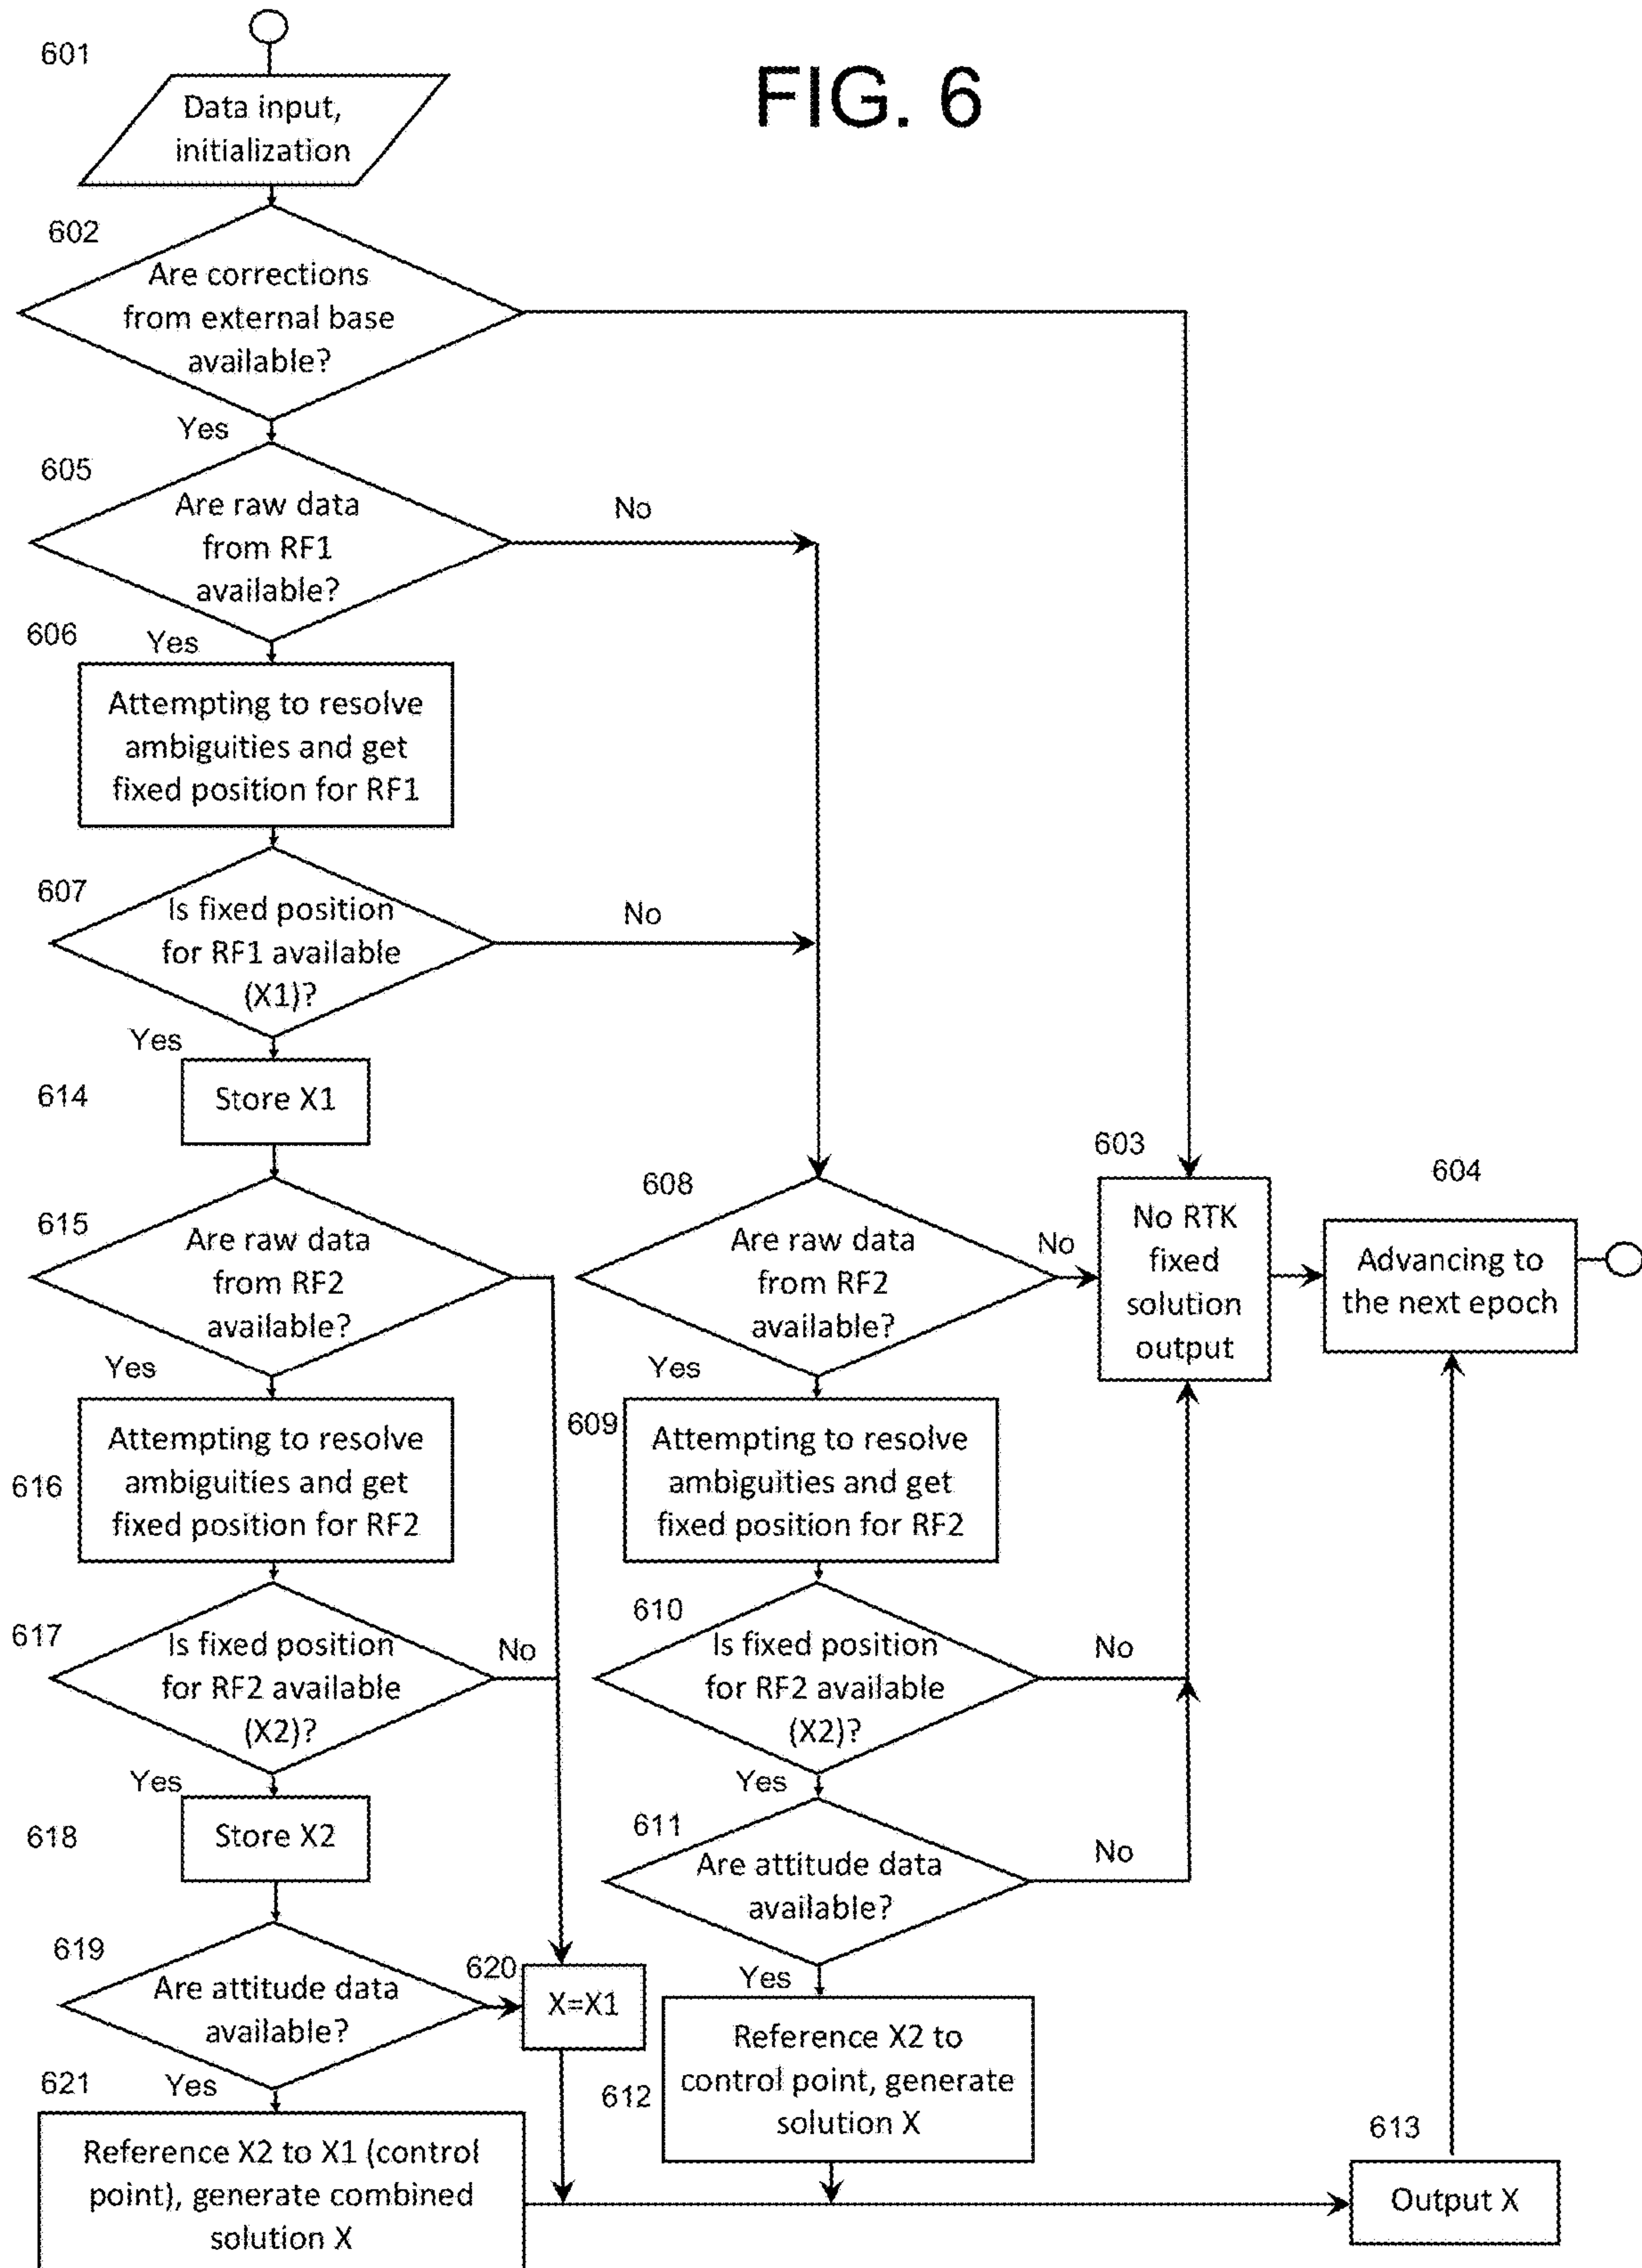 FIG. 6
601
Data input,
initialization
602
Are corrections
from external base
available?
Yes
605
Are raw data
from RF1
available?
No
606
Yes
Attempting to resolve
ambiguities and get
fixed position for RF1
607
Is fixed position
for RF1 available
(X1)?
No
Yes
614
Store X1
615
Are raw data
from RF2
available?
Yes
616
Attempting to resolve
ambiguities and get
fixed position for RF2
617
Is fixed position
for RF2 available
(X2)?
No
Yes
618
Store X2
619
Are attitude data
available?
620
X=X1
621
Yes
Reference X2 to X1 (control
point), generate combined
solution X
608
Are raw data
from RF2
available?
No
Yes
609
Attempting to resolve
ambiguities and get
fixed position for RF2
610
Is fixed position
for RF2 available
(X2)?
No
Yes
611
Are attitude data
available?
No
Yes
612
Reference X2 to
control point, generate
solution X
603
No RTK
fixed
solution
output
604
Advancing to
the next epoch
613
Output X